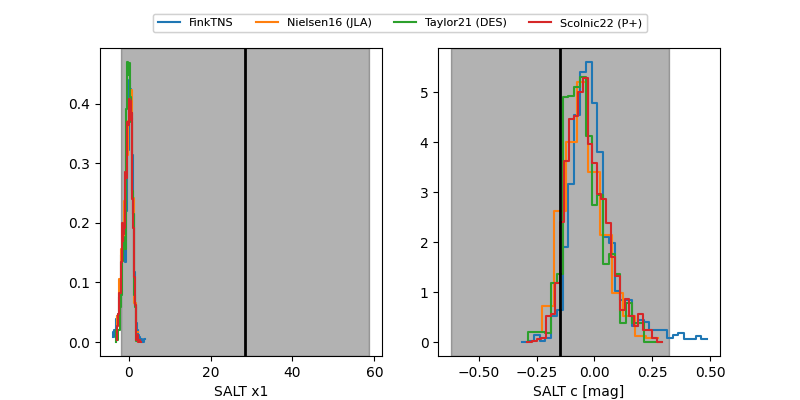 FinkTNS Nielsen16 (JLA) Taylor21 (DES) Scolnic22 (P+)
0.4
0.3
0.2
0.1
0.0
0 20 40 60
SALT x1
5
4
3
2
1
0
−0.50 −0.25 0.00 0.25 0.50
SALT c [mag]